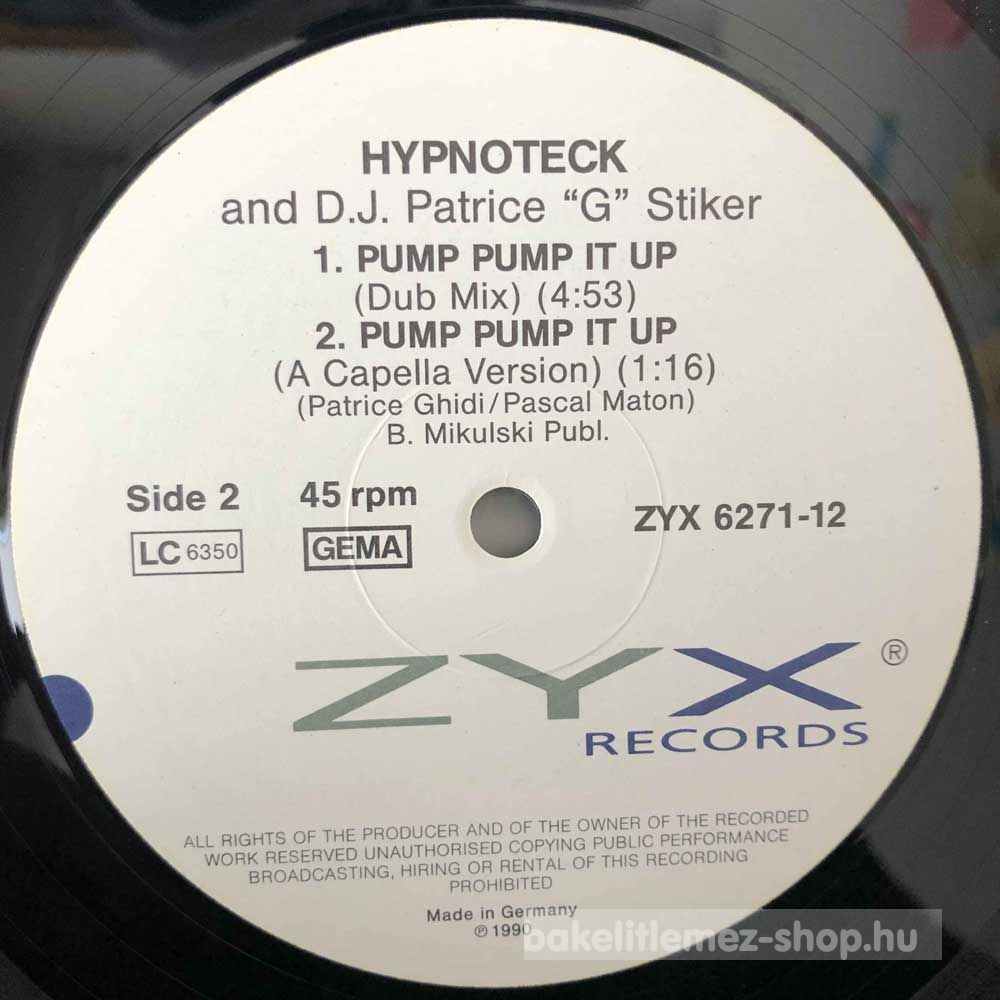 HYPNOTECK
and D.J. Patrice “G” Stiker
1. PUMP PUMP IT UP
(Dub Mix) (4:53)
2. PUMP PUMP IT UP
(A Capella Version) (1:16)
(Patrice Ghidi/Pascal Maton)
B. Mikulski Publ.
Side 2 45 rpm ZYX 6271-12
LC 6350 GEMA
ZYX ®
RECORDS
ALL RIGHTS OF THE PRODUCER AND OF THE OWNER OF THE RECORDED
WORK RESERVED UNAUTHORISED COPYING PUBLIC PERFORMANCE
BROADCASTING, HIRING OR RENTAL OF THIS RECORDING
PROHIBITED
Made in Germany
℗ 1990
bakelitlemez-shop.hu